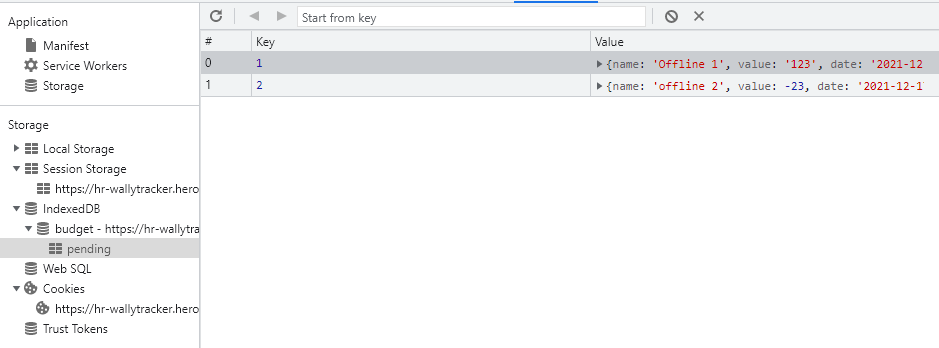 Application
Manifest
Service Workers
Storage
Storage
Local Storage
Session Storage
https://hr-wallytracker.hero
IndexedDB
budget - https://hr-wallytra
pending
Web SQL
Cookies
https://hr-wallytracker.hero
Trust Tokens
Start from key
# Key Value
0 1 {name: 'Offline 1', value: '123', date: '2021-12
1 2 {name: 'offline 2', value: -23, date: '2021-12-1